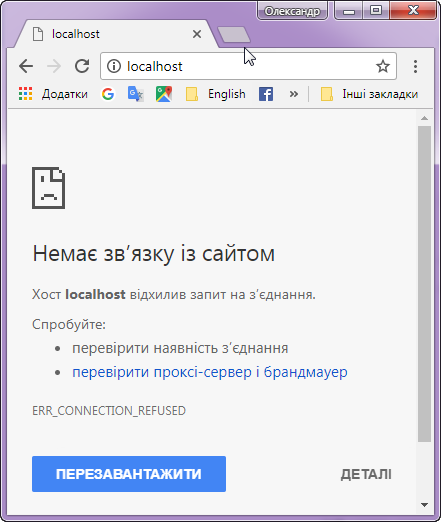 Олександр
localhost
localhost
Додатки English » Інші закладки
Немає зв’язку із сайтом
Хост localhost відхилив запит на з’єднання.
Спробуйте:
• перевірити наявність з’єднання
• перевірити проксі-сервер і брандмауер
ERR_CONNECTION_REFUSED
ПЕРЕЗАВАНТАЖИТИ ДЕТАЛІ